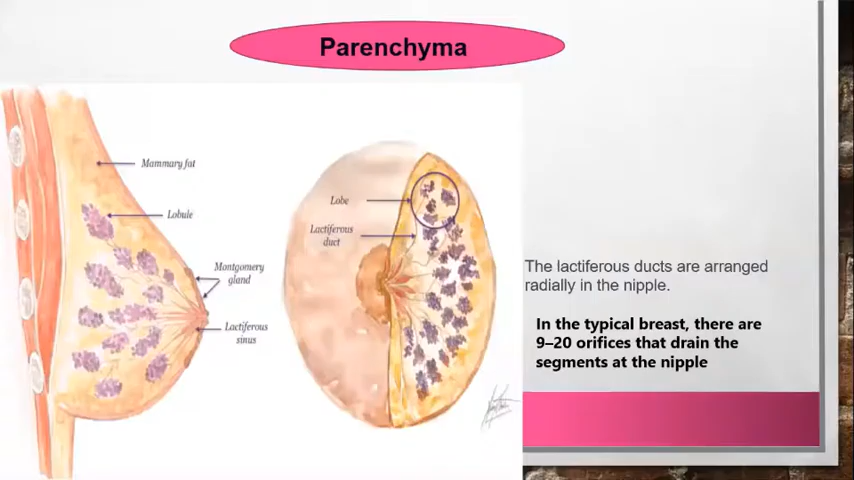 Parenchyma
Mammary fat
Lobule
Montgomery
gland
Lactiferous
sinus
Lobe
Lactiferous
duct
The lactiferous ducts are arranged
radially in the nipple.
In the typical breast, there are
9–20 orifices that drain the
segments at the nipple